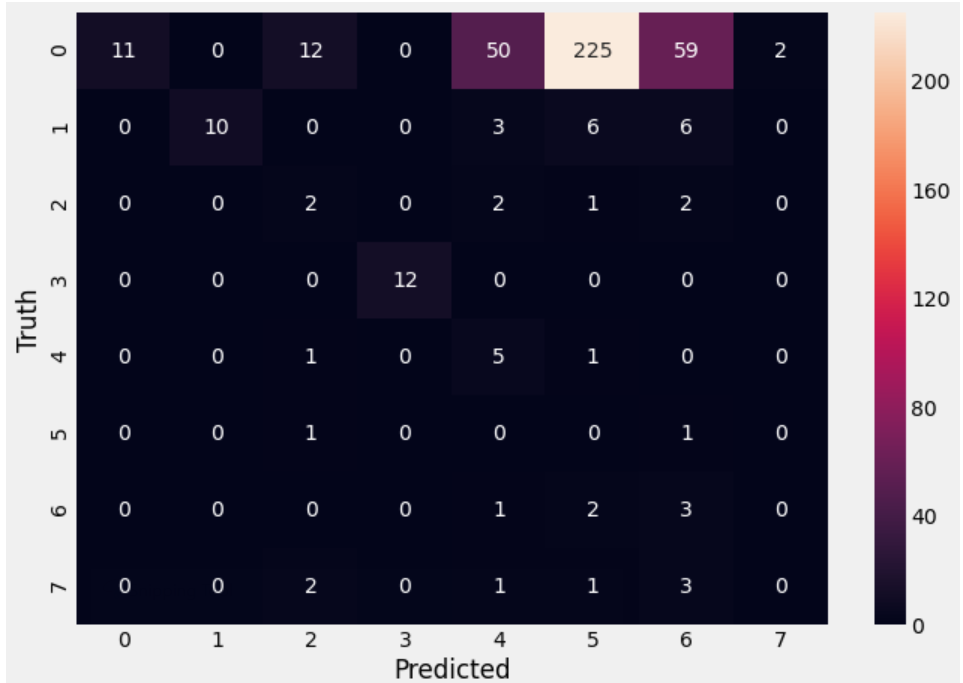 0 11 0 12 0 50 225 59 2
200
1 0 10 0 0 3 6 6 0
160
2 0 0 2 0 2 1 2 0
3 0 0 0 12 0 0 0 0
120
Truth
4 0 0 1 0 5 1 0 0
80
5 0 0 1 0 0 0 1 0
40
6 0 0 0 0 1 2 3 0
7 0 0 2 0 1 1 3 0
0
0 1 2 3 4 5 6 7
Predicted